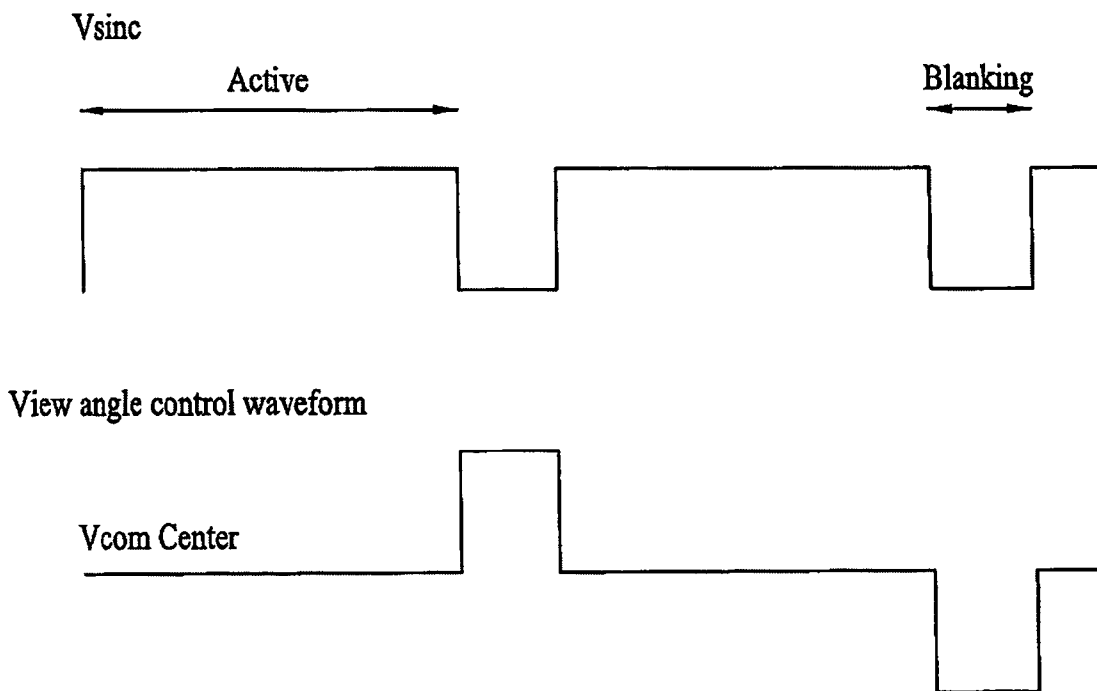 Vsinc
Active
Blanking
View angle control waveform
Vcom Center